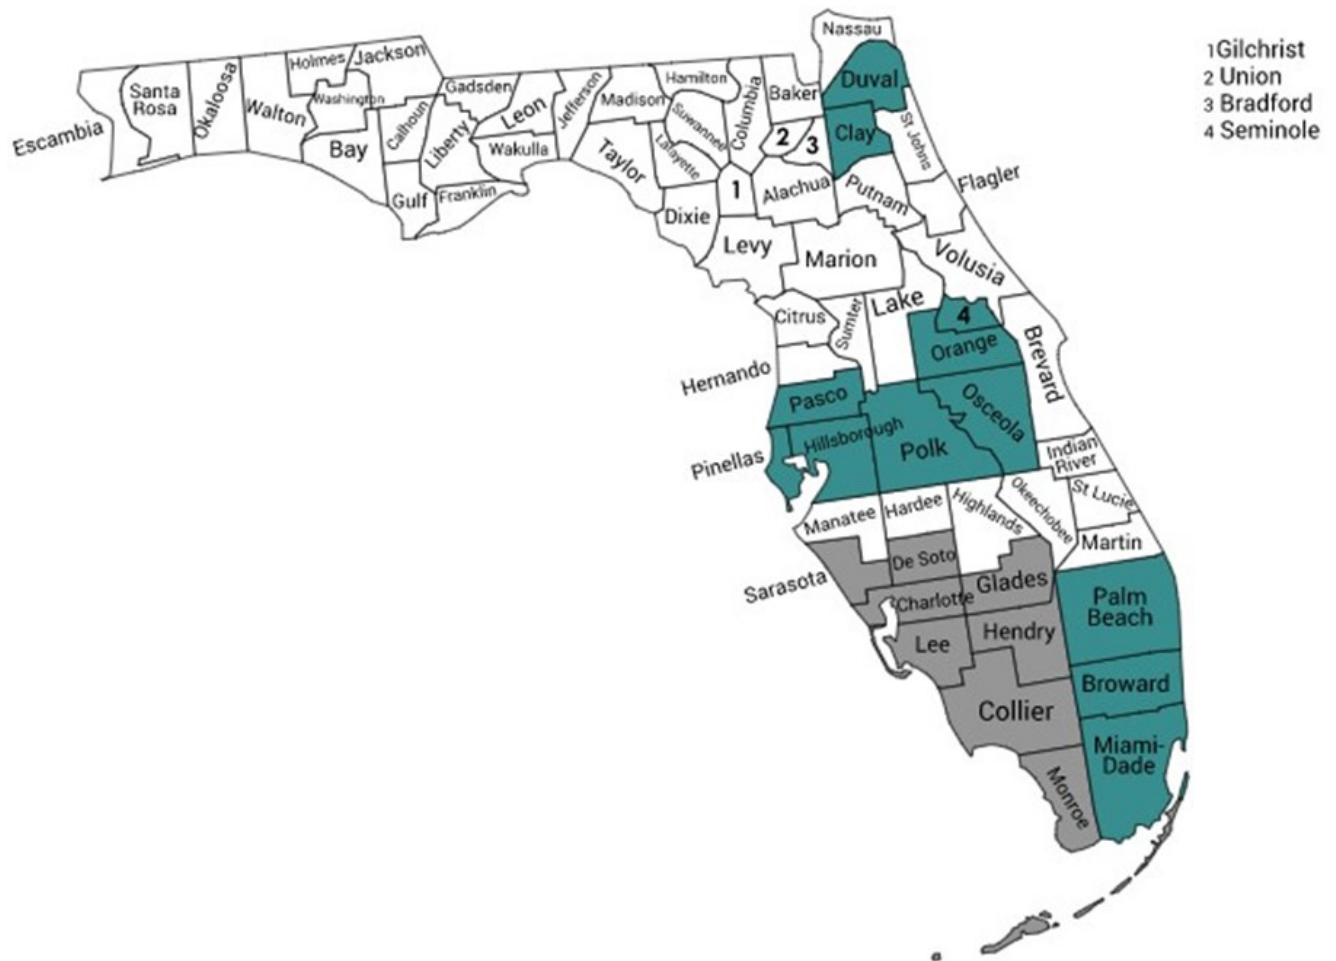 Nassau
1Gilchrist
2 Union
3 Bradford
4 Seminole
Holmes
Jackson
Santa
Rosa
Okaloosa
Walton
Washington
Escambia
Bay
Calhoun
Gadsden
Liberty
Leon
Jefferson
Wakulla
Gulf
Franklin
Madison
Hamilton
Taylor
Suwannee
Lafayette
Columbia
Baker
Duval
2
3
Clay
St Johns
1
Dixie
Alachua
Putnam
Flagler
Levy
Marion
Volusia
Citrus
Sumter
Lake
4
Orange
Brevard
Hernando
Pasco
Osceola
Pinellas
Hillsborough
Polk
Indian
River
Manatee
Hardee
Highlands
Okeechobee
St Lucie
Martin
Sarasota
De Soto
Charlotte
Glades
Palm
Beach
Lee
Hendry
Broward
Collier
Miami-
Dade
Monroe